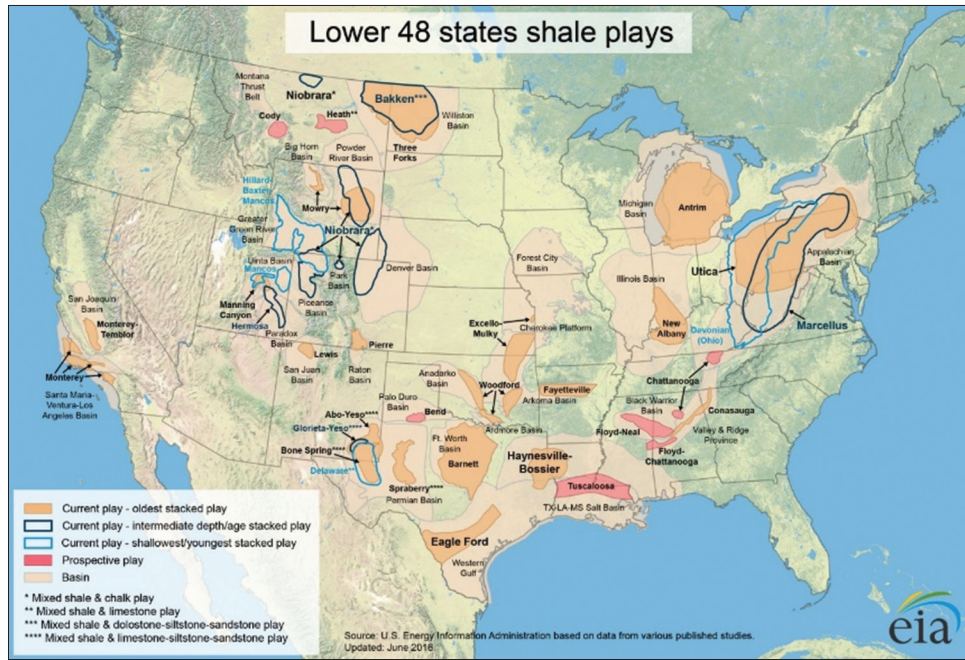 Lower 48 states shale plays
Montana
Thrust
Belt
Niobrara*
Bakken***
Cody
Heath**
Williston
Basin
Big Horn
Basin
Powder
River Basin
Three
Forks
Hillard-
Baxter-
Mancos
Mowry
Greater
Green River
Basin
Niobrara*
Michigan
Basin
Antrim
Uinta Basin
Mancos
Park
Basin
Denver Basin
Forest City
Basin
Illinois Basin
Utica
Appalachian
Basin
Manning
Canyon
Piceance
Basin
Hermosa
Paradox
Basin
San Joaquin
Basin
Monterey-
Temblor
Excello-
Mulky
Cherokee Platform
New
Albany
Devonian
(Ohio)
Marcellus
Lewis
Pierre
San Juan
Basin
Raton
Basin
Monterey
Santa Maria-
Ventura-Los
Angeles Basin
Anadarko
Basin
Woodford
Fayetteville
Arkoma Basin
Chattanooga
Palo Duro
Basin
Bend
Ardmore Basin
Black Warrior
Basin
Conasauga
Abo-Yeso****
Glorieta-Yeso****
Bone Spring****
Delaware**
Floyd-Neal
Valley & Ridge
Province
Floyd-
Chattanooga
Ft. Worth
Basin
Barnett
Haynesville-
Bossier
Spraberry****
Permian Basin
Tuscaloosa
TX-LA-MS Salt Basin
Eagle Ford
Western
Gulf
Current play - oldest stacked play
Current play - intermediate depth/age stacked play
Current play - shallowest/youngest stacked play
Prospective play
Basin
* Mixed shale & chalk play
** Mixed shale & limestone play
*** Mixed shale & dolostone-siltstone-sandstone play
**** Mixed shale & limestone-siltstone-sandstone play
Source: U.S. Energy Information Administration based on data from various published studies.
Updated: June 2016
eia